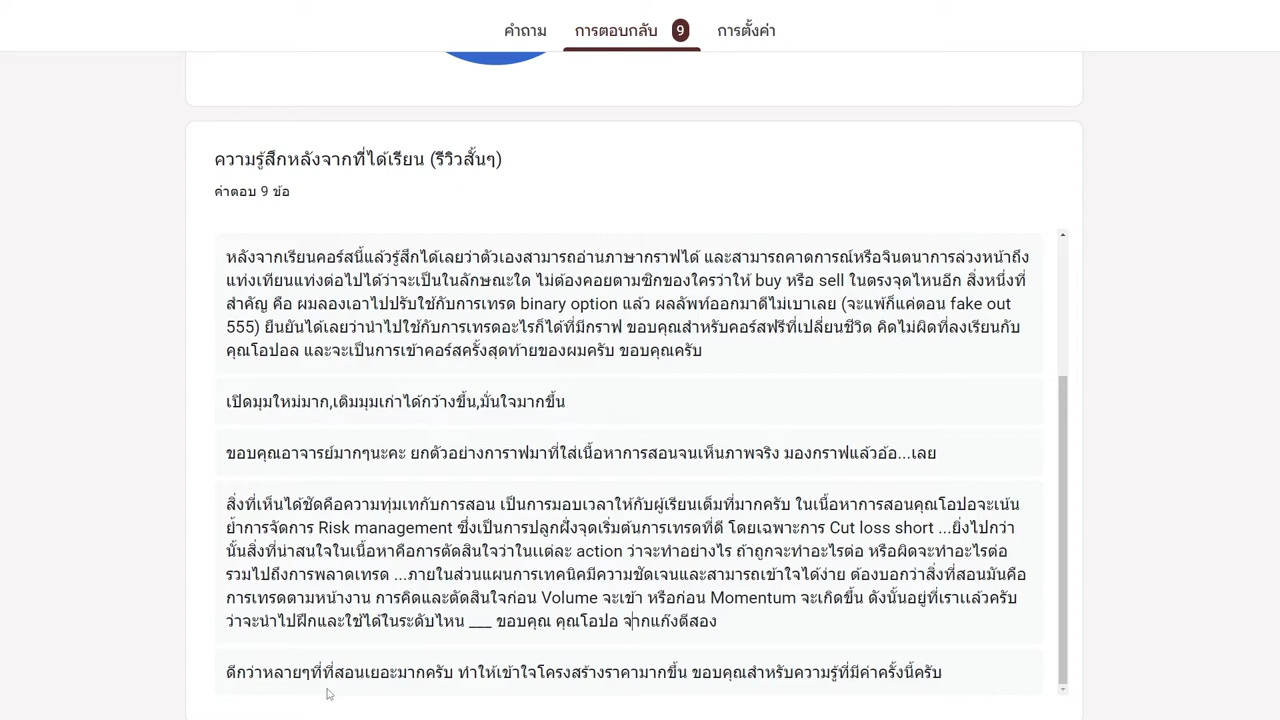 คำถาม การตอบกลับ 9 การตั้งค่า
ความรู้สึกหลังจากที่ได้เรียน (รีวิวสั้นๆ)
คำตอบ 9 ข้อ
หลังจากเรียนคอร์สนี้แล้วรู้สึกได้เลยว่าตัวเองสามารถอ่านภาษากราฟได้ และสามารถคาดการณ์หรือจินตนาการล่วงหน้าถึง
แท่งเทียนแท่งต่อไปได้ว่าจะเป็นในลักษณะใด ไม่ต้องคอยตามซิกของใครว่าให้ buy หรือ sell ในตรงจุดไหนอีก สิ่งหนึ่งที่
สำคัญ คือ ผมลองเอาไปปรับใช้กับการเทรด binary option แล้ว ผลลัพท์ออกมาดีไม่เบาเลย (จะแพ้ก็แค่ตอน fake out
555) ยืนยันได้เลยว่านำไปใช้กับการเทรดอะไรก็ได้ที่มีกราฟ ขอบคุณสำหรับคอร์สฟรีที่เปลี่ยนชีวิต คิดไม่ผิดที่ลงเรียนกับ
คุณโอปอล และจะเป็นการเข้าคอร์สครั้งสุดท้ายของผมครับ ขอบคุณครับ
เปิดมุมใหม่มาก,เดิมมุมเก่าได้กว้างขึ้น,มั่นใจมากขึ้น
ขอบคุณอาจารย์มากๆนะคะ ยกตัวอย่างการาฟมาที่ใส่เนื้อหาการสอนจนเห็นภาพจริง มองกราฟแล้วอ้อ...เลย
สิ่งที่เห็นได้ชัดคือความทุ่มเทกับการสอน เป็นการมอบเวลาให้กับผู้เรียนเต็มที่มากครับ ในเนื้อหาการสอนคุณโอปอจะเน้น
ย้ำการจัดการ Risk management ซึ่งเป็นการปลูกฝั่งจุดเริ่มต้นการเทรดที่ดี โดยเฉพาะการ Cut loss short ...ยิ่งไปกว่า
นั้นสิ่งที่น่าสนใจในเนื้อหาคือการตัดสินใจว่าในแต่ละ action ว่าจะทำอย่างไร ถ้าถูกจะทำอะไรต่อ หรือผิดจะทำอะไรต่อ
รวมไปถึงการพลาดเทรด ...ภายในส่วนแผนการเทคนิคมีความชัดเจนและสามารถเข้าใจได้ง่าย ต้องบอกว่าสิ่งที่สอนมันคือ
การเทรดตามหน้างาน การคิดและตัดสินใจก่อน Volume จะเข้า หรือก่อน Momentum จะเกิดขึ้น ดังนั้นอยู่ที่เราแล้วครับ
ว่าจะนำไปฝึกและใช้ได้ในระดับไหน ___ ขอบคุณ คุณโอปอ จากแก๊งตีสอง
ดีกว่าหลายๆที่ที่สอนเยอะมากครับ ทำให้เข้าใจโครงสร้างราคามากขึ้น ขอบคุณสำหรับความรู้ที่มีค่าครั้งนี้ครับ